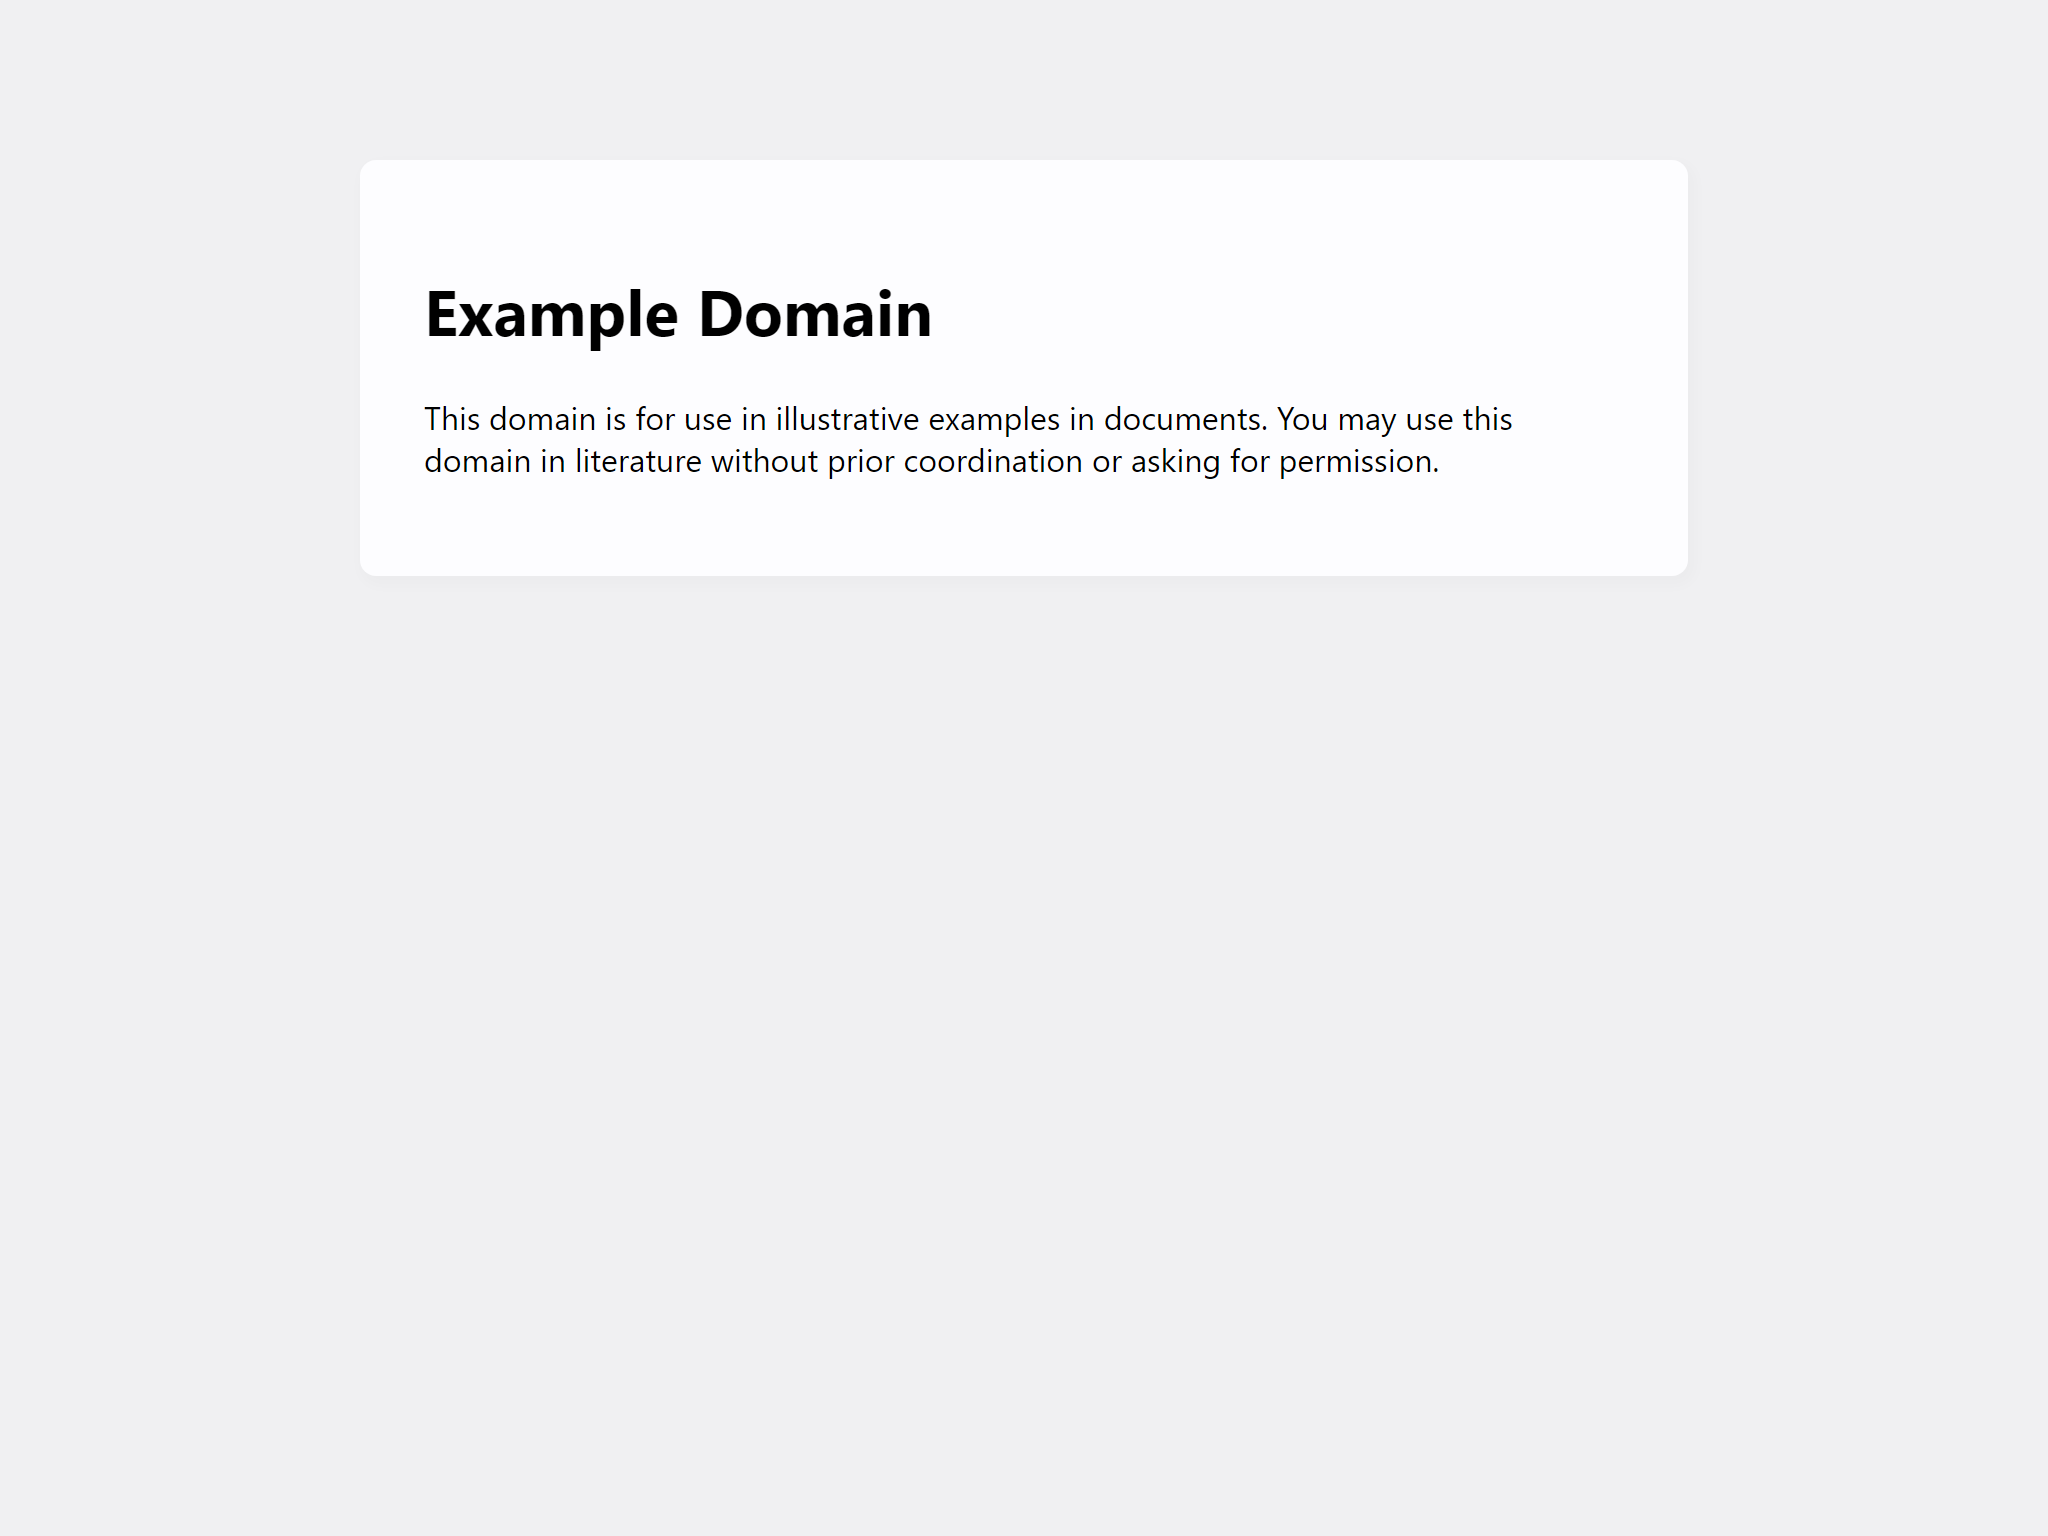 Example Domain
This domain is for use in illustrative examples in documents. You may use this
domain in literature without prior coordination or asking for permission.